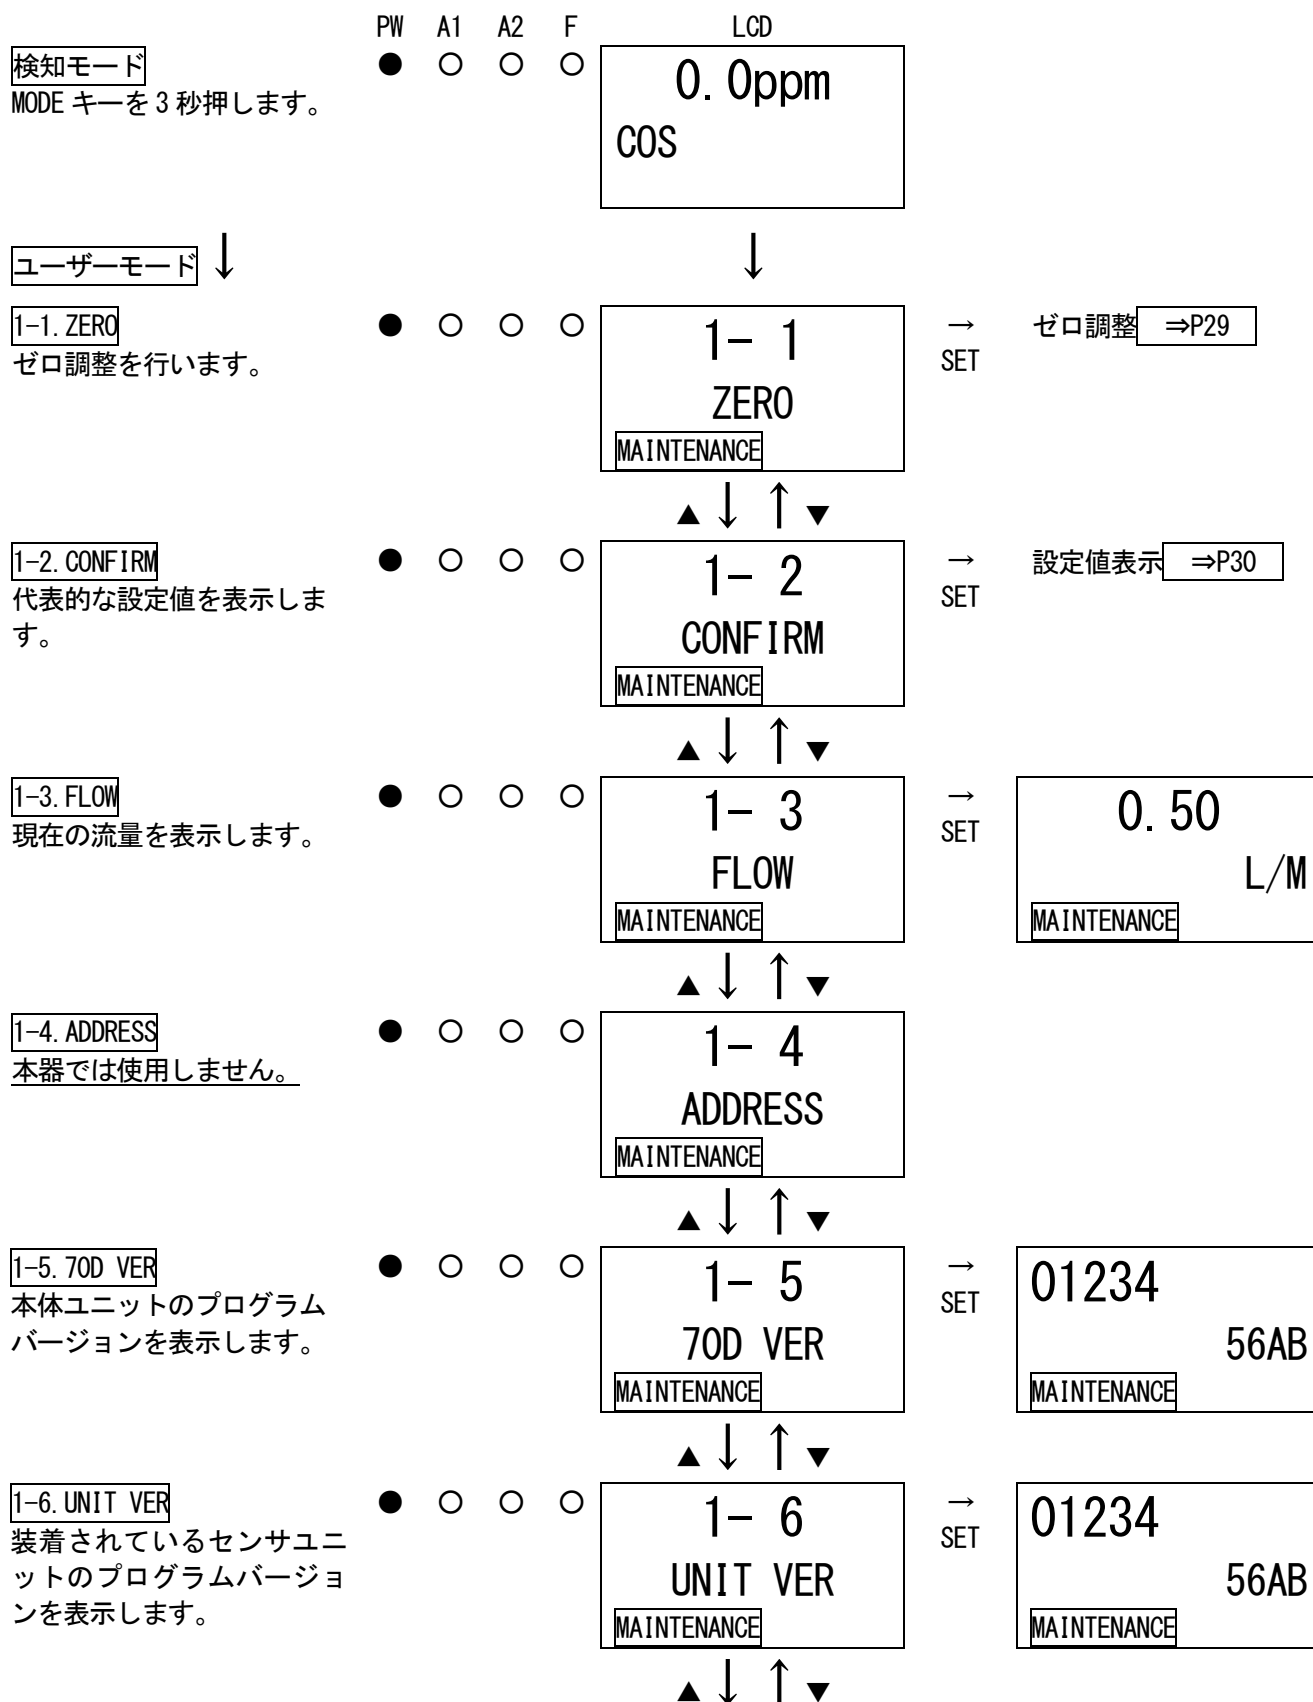 PW A1 A2 F LCD
検知モード ● ○ ○ ○ 0.0ppm
MODE キーを 3 秒押します。
COS
ユーザーモード ↓ ↓
1-1.ZERO ● ○ ○ ○ 1- 1 → ゼロ調整 ⇒P29
ゼロ調整を行います。 SET
ZERO
MAINTENANCE
▲ ↓ ↑ ▼
1-2.CONFIRM ● ○ ○ ○ 1- 2 → 設定値表示 ⇒P30
代表的な設定値を表示しま SET
す。 CONFIRM
MAINTENANCE
▲ ↓ ↑ ▼
1-3.FLOW ● ○ ○ ○ 1- 3 → 0.50
現在の流量を表示します。 SET
FLOW L/M
MAINTENANCE MAINTENANCE
▲ ↓ ↑ ▼
1-4.ADDRESS ● ○ ○ ○ 1- 4
本器では使用しません。
ADDRESS
MAINTENANCE
▲ ↓ ↑ ▼
1-5.70D VER ● ○ ○ ○ 1- 5 → 01234
本体ユニットのプログラム SET
バージョンを表示します。 70D VER 56AB
MAINTENANCE MAINTENANCE
▲ ↓ ↑ ▼
1-6.UNIT VER ● ○ ○ ○ 1- 6 → 01234
装着されているセンサユニ SET
ットのプログラムバージョ UNIT VER 56AB
ンを表示します。 MAINTENANCE MAINTENANCE
▲ ↓ ↑ ▼